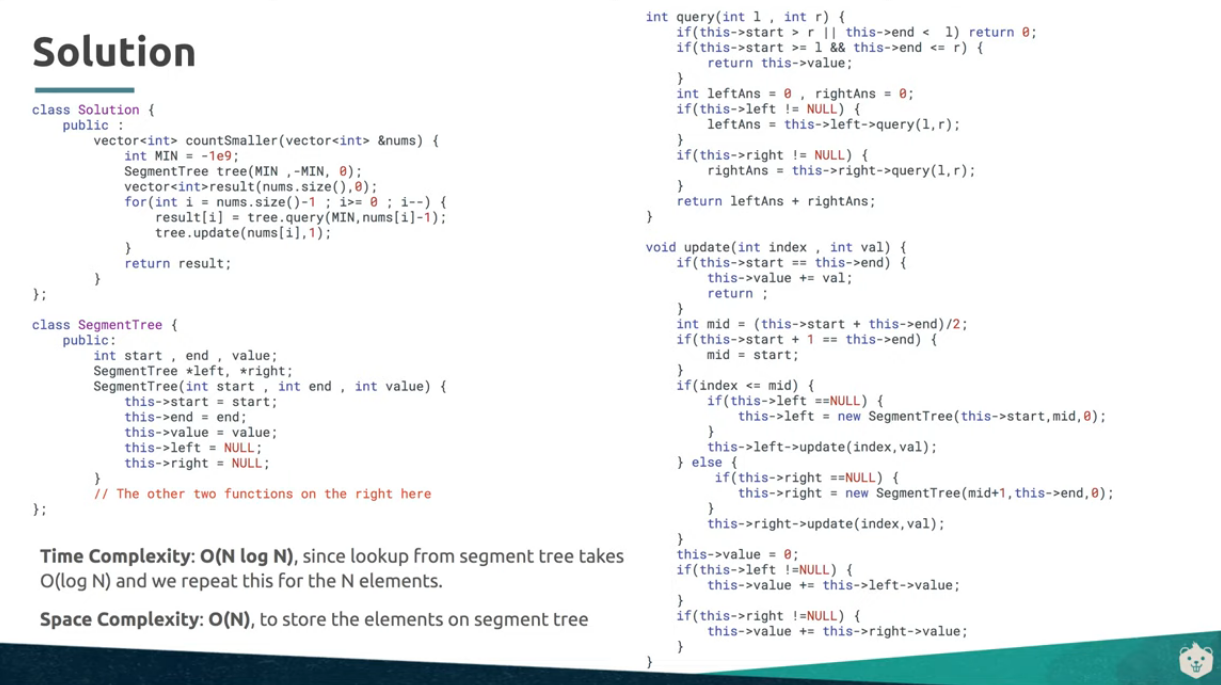 Solution
class Solution {
    public :
        vector<int> countSmaller(vector<int> &nums) {
            int MIN = -1e9;
            SegmentTree tree(MIN ,-MIN, 0);
            vector<int>result(nums.size(),0);
            for(int i = nums.size()-1 ; i>= 0 ; i--) {
                result[i] = tree.query(MIN,nums[i]-1);
                tree.update(nums[i],1);
            }
            return result;
        }
};
class SegmentTree {
    public:
        int start , end , value;
        SegmentTree *left, *right;
        SegmentTree(int start , int end , int value) {
            this->start = start;
            this->end = end;
            this->value = value;
            this->left = NULL;
            this->right = NULL;
        }
        // The other two functions on the right here
};
Time Complexity: O(N log N), since lookup from segment tree takes
O(log N) and we repeat this for the N elements.
Space Complexity: O(N), to store the elements on segment tree
int query(int l , int r) {
    if(this->start > r || this->end <  l) return 0;
    if(this->start >= l && this->end <= r) {
        return this->value;
    }
    int leftAns = 0 , rightAns = 0;
    if(this->left != NULL) {
        leftAns = this->left->query(l,r);
    }
    if(this->right != NULL) {
        rightAns = this->right->query(l,r);
    }
    return leftAns + rightAns;
}
void update(int index , int val) {
    if(this->start == this->end) {
        this->value += val;
        return ;
    }
    int mid = (this->start + this->end)/2;
    if(this->start + 1 == this->end) {
        mid = start;
    }
    if(index <= mid) {
        if(this->left ==NULL) {
            this->left = new SegmentTree(this->start,mid,0);
        }
        this->left->update(index,val);
    } else {
         if(this->right ==NULL) {
            this->right = new SegmentTree(mid+1,this->end,0);
        }
        this->right->update(index,val);
    }
    this->value = 0;
    if(this->left !=NULL) {
        this->value += this->left->value;
    }
    if(this->right !=NULL) {
        this->value += this->right->value;
    }
}